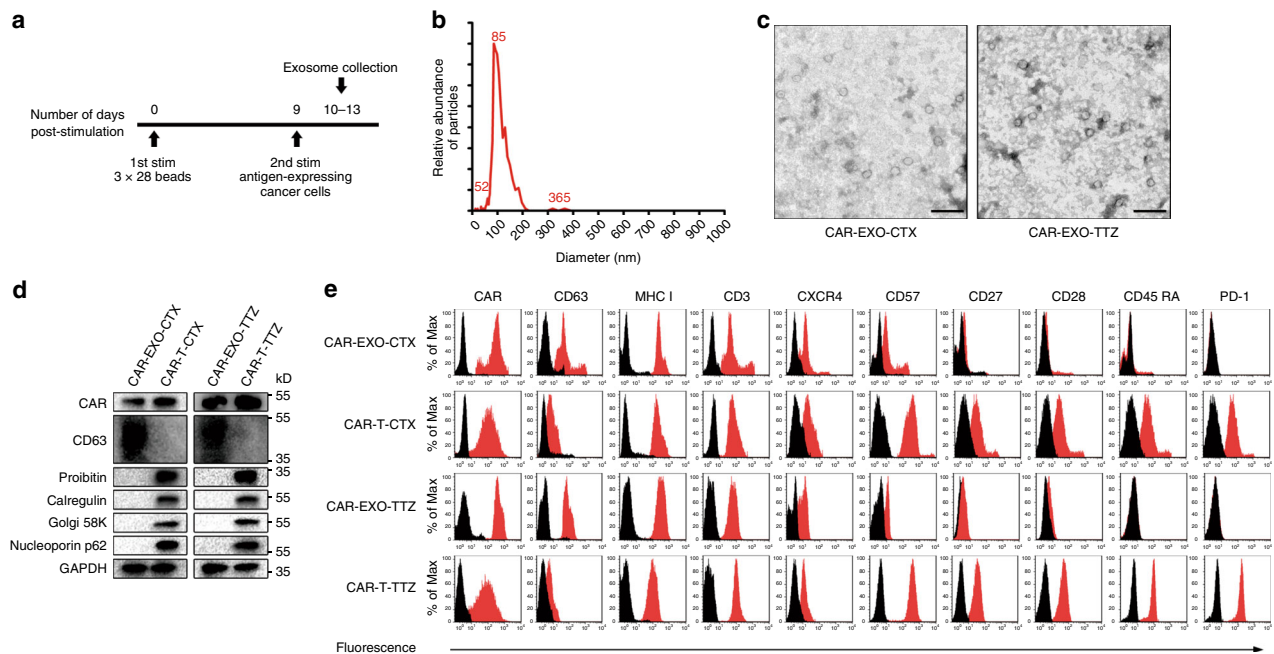 a
Exosome collection
Number of days
post-stimulation
0
9
10–13
1st stim
3 × 28 beads
2nd stim
antigen-expressing
cancer cells
b
Relative abundance
of particles
85
52
365
0
100
200
300
400
500
600
700
800
900
1000
Diameter (nm)
c
CAR-EXO-CTX
CAR-EXO-TTZ
d
CAR-EXO-CTX
CAR-T-CTX
CAR-EXO-TTZ
CAR-T-TTZ
kD
CAR
55
CD63
55
35
Proibitin
35
Calregulin
55
Golgi 58K
55
Nucleoporin p62
55
GAPDH
35
e
CAR CD63 MHC I CD3 CXCR4 CD57 CD27 CD28 CD45 RA PD-1
CAR-EXO-CTX
% of Max
CAR-T-CTX
% of Max
CAR-EXO-TTZ
% of Max
CAR-T-TTZ
% of Max
Fluorescence